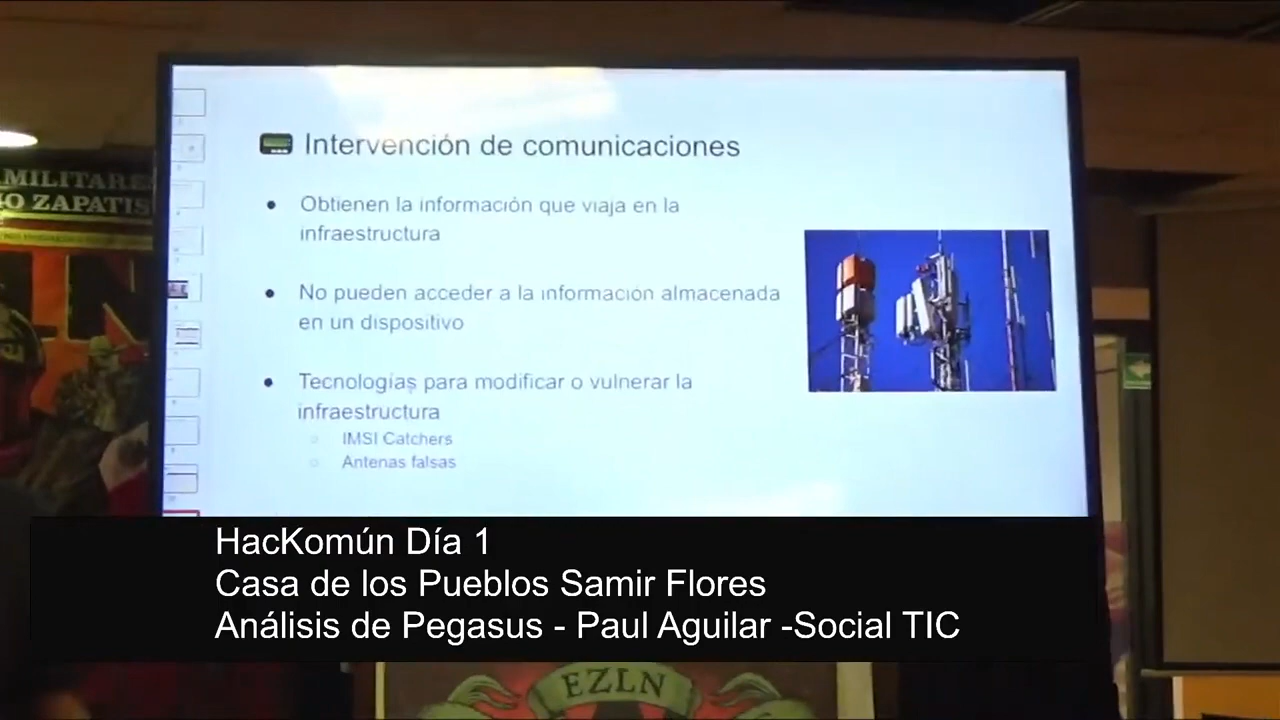 MILITARE
O ZAPATIS
Intervención de comunicaciones
Obtienen la información que viaja en la
infraestructura
No pueden acceder a la información almacenada
en un dispositivo
Tecnologías para modificar o vulnerar la
infraestructura
IMSI Catchers
Antenas falsas
HacKomún Día 1
Casa de los Pueblos Samir Flores
Análisis de Pegasus - Paul Aguilar -Social TIC
EZLN